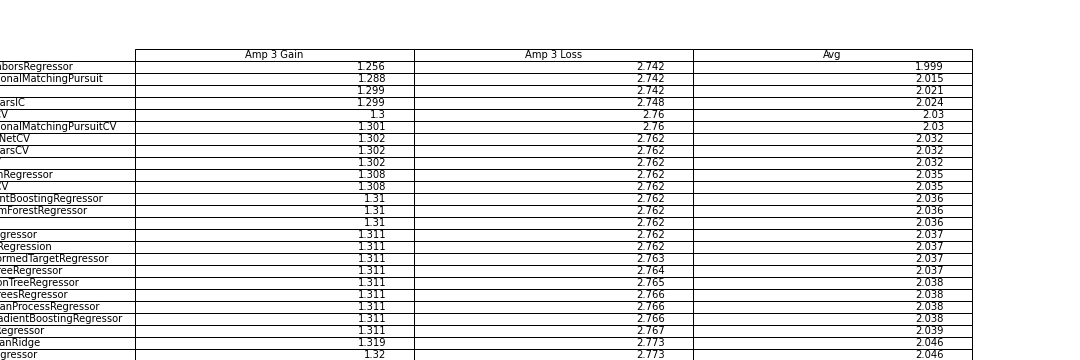 Amp 3 Gain Amp 3 Loss Avg
borsRegressor 1.256 2.742 1.999
onalMatchingPursuit 1.288 2.742 2.015
1.299 2.742 2.021
arsIC 1.299 2.748 2.024
CV 1.3 2.76 2.03
onalMatchingPursuitCV 1.301 2.76 2.03
NetCV 1.302 2.762 2.032
arsCV 1.302 2.762 2.032
1.302 2.762 2.032
nRegressor 1.308 2.762 2.035
CV 1.308 2.762 2.035
ntBoostingRegressor 1.31 2.762 2.036
mForestRegressor 1.31 2.762 2.036
1.31 2.762 2.036
gressor 1.311 2.762 2.037
Regression 1.311 2.762 2.037
ormedTargetRegressor 1.311 2.763 2.037
reeRegressor 1.311 2.764 2.037
onTreeRegressor 1.311 2.765 2.038
reesRegressor 1.311 2.766 2.038
anProcessRegressor 1.311 2.766 2.038
adientBoostingRegressor 1.311 2.766 2.038
Regressor 1.311 2.767 2.039
anRidge 1.319 2.773 2.046
gressor 1.32 2.773 2.046